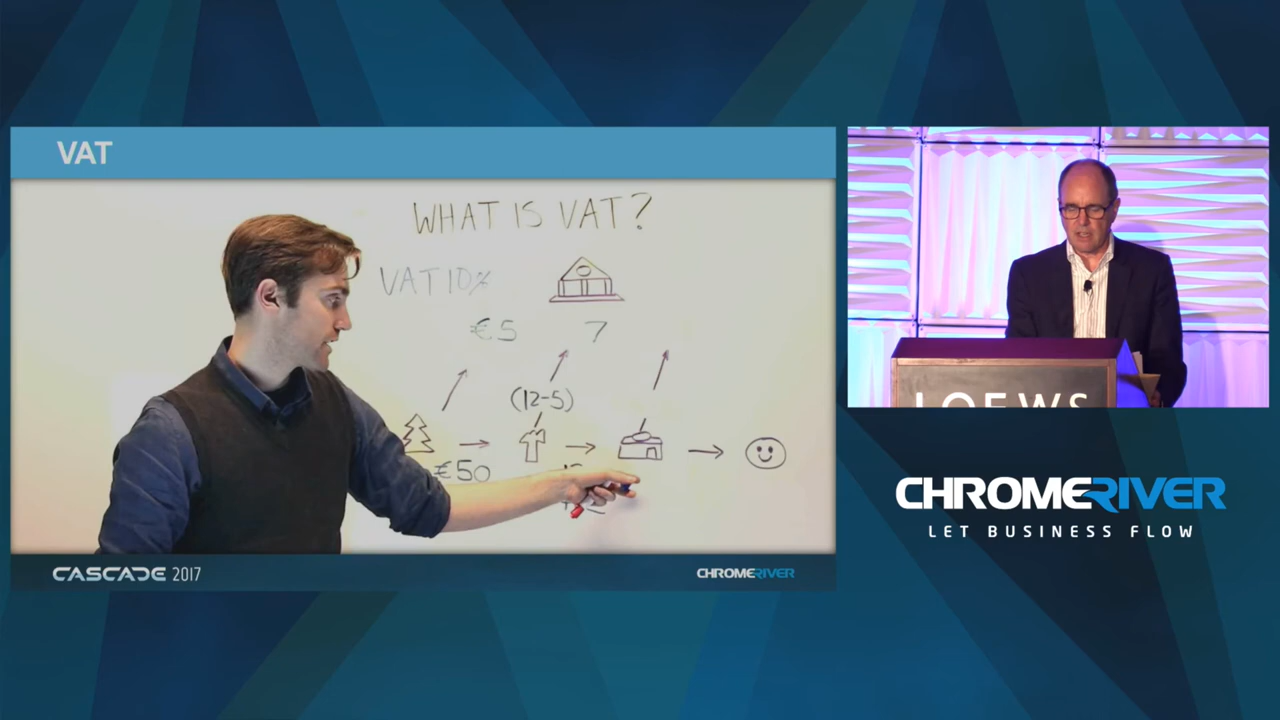 VAT
WHAT IS VAT?
VAT 10%
€5 7
(12-5)
€50
CASCADE 2017
CHROMERIVER
LOEWS
CHROMERIVER
LET BUSINESS FLOW